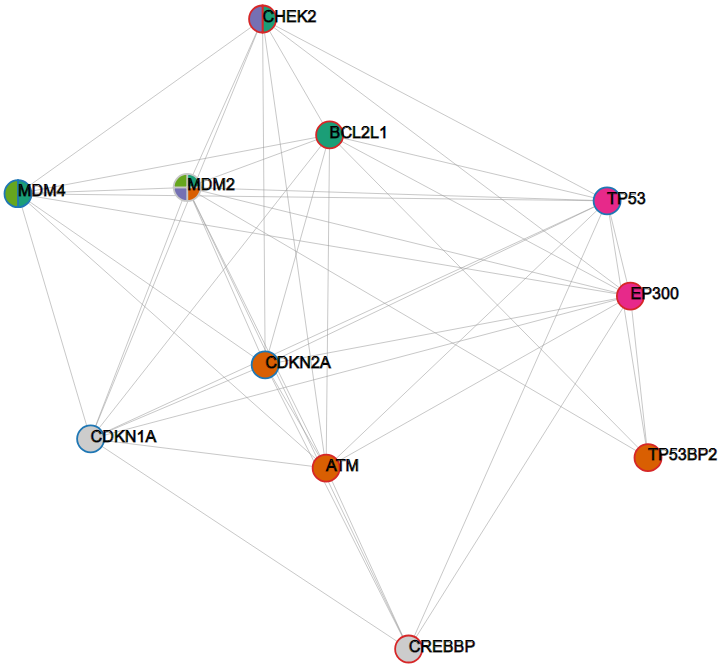 CHEK2
BCL2L1
MDM4
MDM2
TP53
EP300
CDKN2A
CDKN1A
TP53BP2
ATM
CREBBP